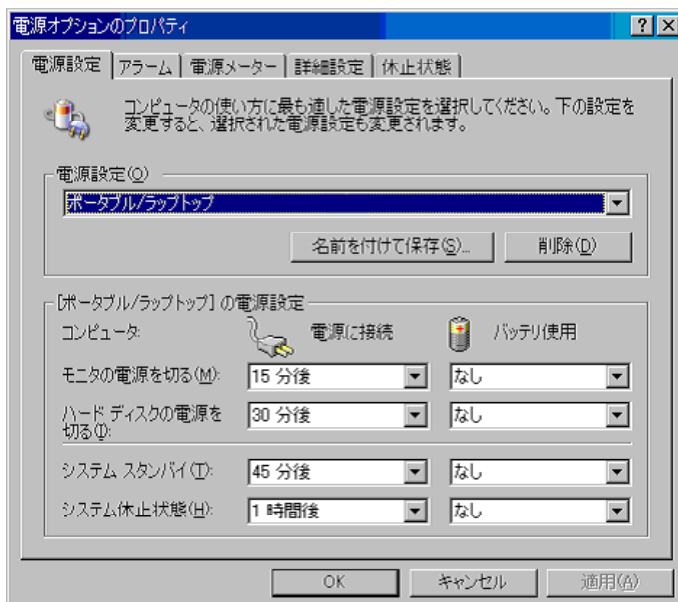 電源オプションのプロパティ
電源設定 アラーム 電源メーター 詳細設定 休止状態
コンピュータの使い方に最も適した電源設定を選択してください。下の設定を
変更すると、選択された電源設定も変更されます。
電源設定(O)
ポータブル/ラップトップ
名前を付けて保存(S)... 削除(D)
[ポータブル/ラップトップ] の電源設定
コンピュータ: 電源に接続 バッテリ使用
モニタの電源を切る(M): 15 分後 なし
ハード ディスクの電源を 30 分後 なし
切る(I):
システム スタンバイ(T): 45 分後 なし
システム休止状態(H): 1 時間後 なし
OK キャンセル 適用(A)